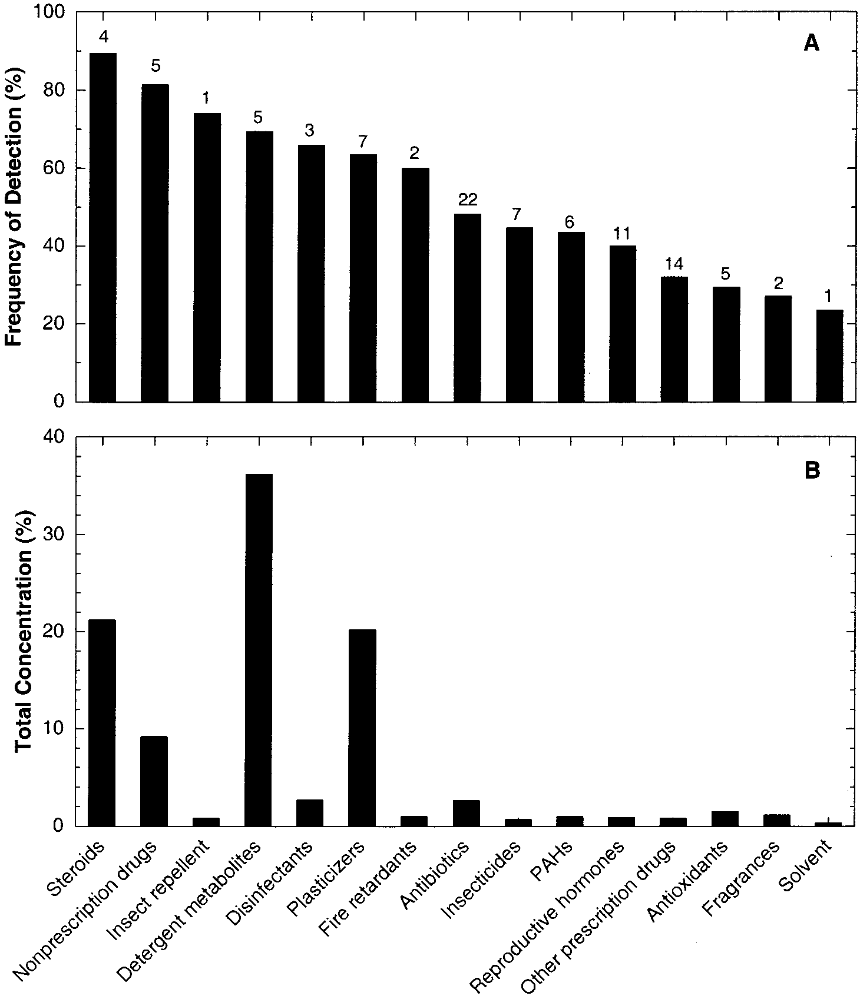 A
Frequency of Detection (%)
100
80
60
40
20
0
4
5
1
5
3
7
2
22
7
6
11
14
5
2
1
B
Total Concentration (%)
40
30
20
10
0
Steroids
Nonprescription drugs
Insect repellent
Detergent metabolites
Disinfectants
Plasticizers
Fire retardants
Antibiotics
Insecticides
PAHs
Reproductive hormones
Other prescription drugs
Antioxidants
Fragrances
Solvent